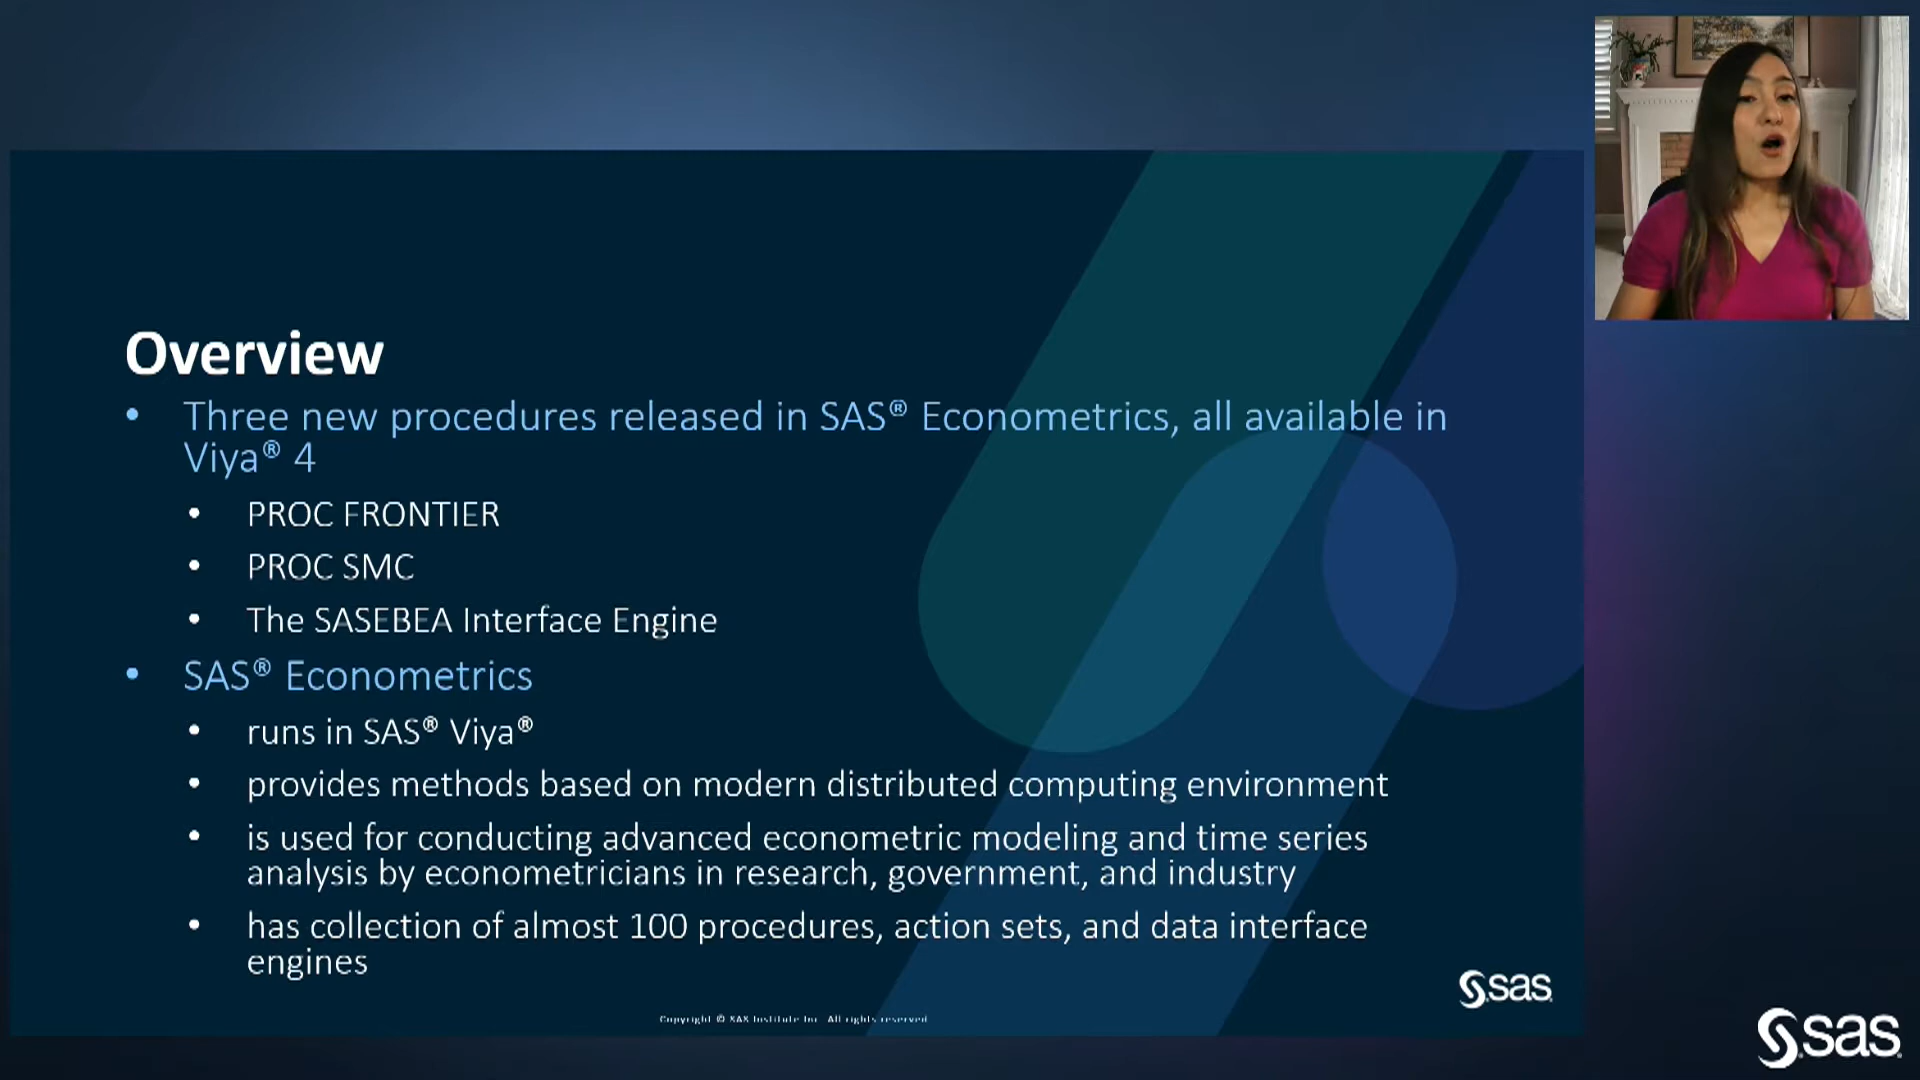 Overview
• Three new procedures released in SAS® Econometrics, all available in
Viya® 4
• PROC FRONTIER
• PROC SMC
• The SASEBEA Interface Engine
• SAS® Econometrics
• runs in SAS® Viya®
• provides methods based on modern distributed computing environment
• is used for conducting advanced econometric modeling and time series
analysis by econometricians in research, government, and industry
• has collection of almost 100 procedures, action sets, and data interface
engines
sas
Copyright © SAS Institute Inc. All rights reserved.
sas